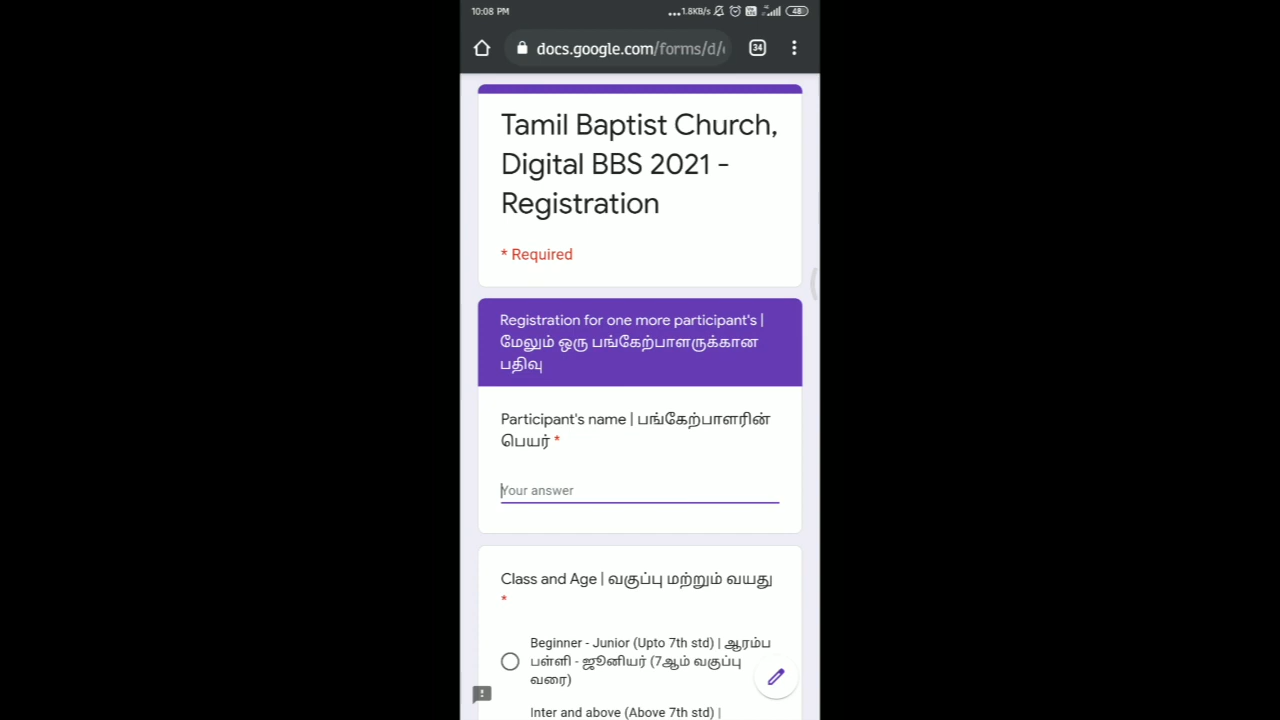 10:08 PM
...1.8KB/s
48
docs.google.com/forms/d/
34
Tamil Baptist Church,
Digital BBS 2021 -
Registration
* Required
Registration for one more participant's |
மேலும் ஒரு பங்கேற்பாளருக்கான
பதிவு
Participant's name | பங்கேற்பாளரின்
பெயர் *
Your answer
Class and Age | வகுப்பு மற்றும் வயது
*
Beginner - Junior (Upto 7th std) | ஆரம்ப
பள்ளி - ஜூனியர் (7ஆம் வகுப்பு
வரை)
Inter and above (Above 7th std) |